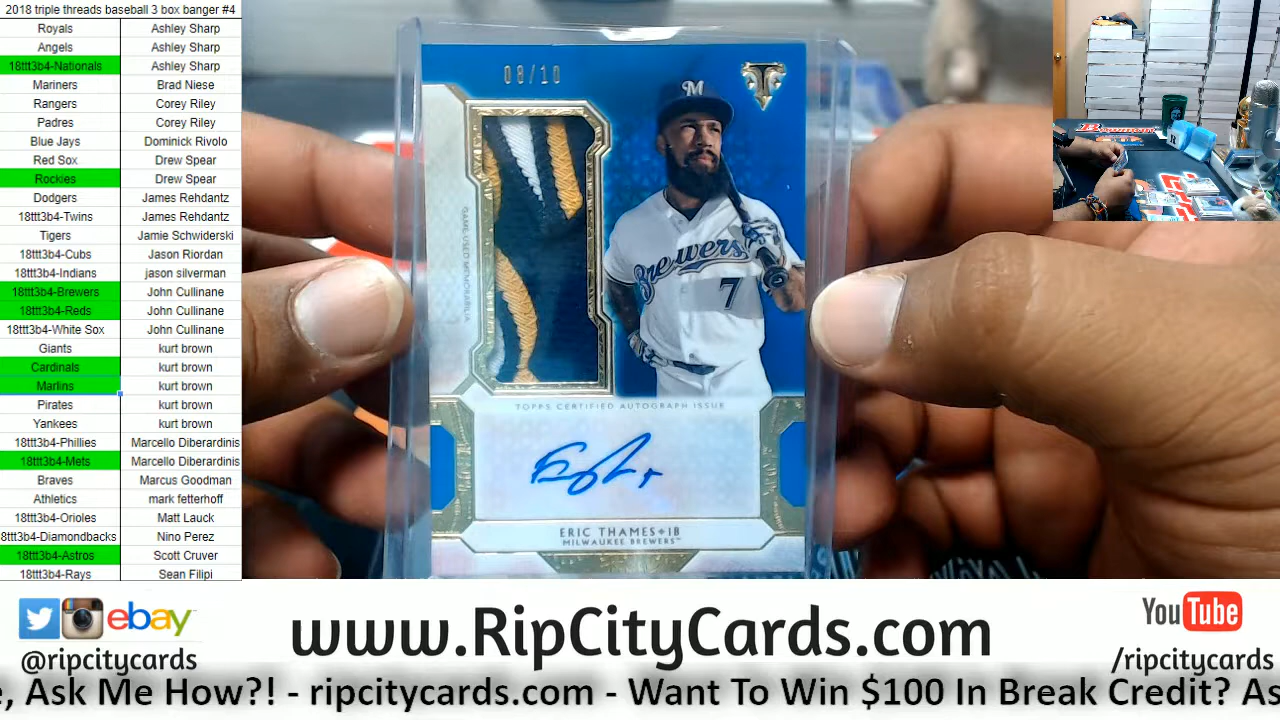 2018 triple threads baseball 3 box banger #4
Royals Ashley Sharp
Angels Ashley Sharp
18ttt3b4-Nationals Ashley Sharp
Mariners Brad Niese
Rangers Corey Riley
Padres Corey Riley
Blue Jays Dominick Rivolo
Red Sox Drew Spear
Rockies Drew Spear
Dodgers James Rehdantz
18ttt3b4-Twins James Rehdantz
Tigers Jamie Schwiderski
18ttt3b4-Cubs Jason Riordan
18ttt3b4-Indians jason silverman
18ttt3b4-Brewers John Cullinane
18ttt3b4-Reds John Cullinane
18ttt3b4-White Sox John Cullinane
Giants kurt brown
Cardinals kurt brown
Marlins kurt brown
Pirates kurt brown
Yankees kurt brown
18ttt3b4-Phillies Marcello Diberardinis
18ttt3b4-Mets Marcello Diberardinis
Braves Marcus Goodman
Athletics mark fetterhoff
18ttt3b4-Orioles Matt Lauck
8ttt3b4-Diamondbacks Nino Perez
18ttt3b4-Astros Scott Cruver
18ttt3b4-Rays Sean Filipi
08/10
M
Brewers
7
GAME-USED MEMORABILIA
TOPPS CERTIFIED AUTOGRAPH ISSUE
ERIC THAMES • 1B
MILWAUKEE BREWERS™
ebay
@ripcitycards
www.RipCityCards.com
YouTube
/ripcitycards
e, Ask Me How?! - ripcitycards.com - Want To Win $100 In Break Credit? As